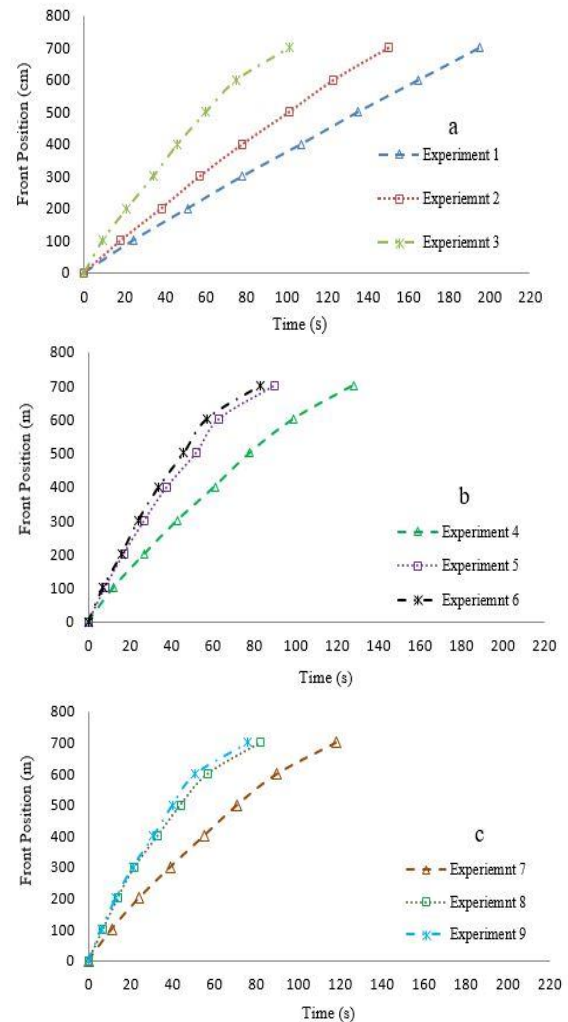 800
700
600
500
400
300
200
100
0
Front Position (cm)
a
Experiment 1
Experiemnt 2
Experiemnt 3
0 20 40 60 80 100 120 140 160 180 200 220
Time (s)
800
700
600
500
400
300
200
100
0
Front Position (m)
b
Experiment 4
Experiment 5
Experiemnt 6
0 20 40 60 80 100 120 140 160 180 200 220
Time (s)
800
700
600
500
400
300
200
100
0
Front Position (m)
c
Experiemnt 7
Experiemnt 8
Experiment 9
0 20 40 60 80 100 120 140 160 180 200 220
Time (s)